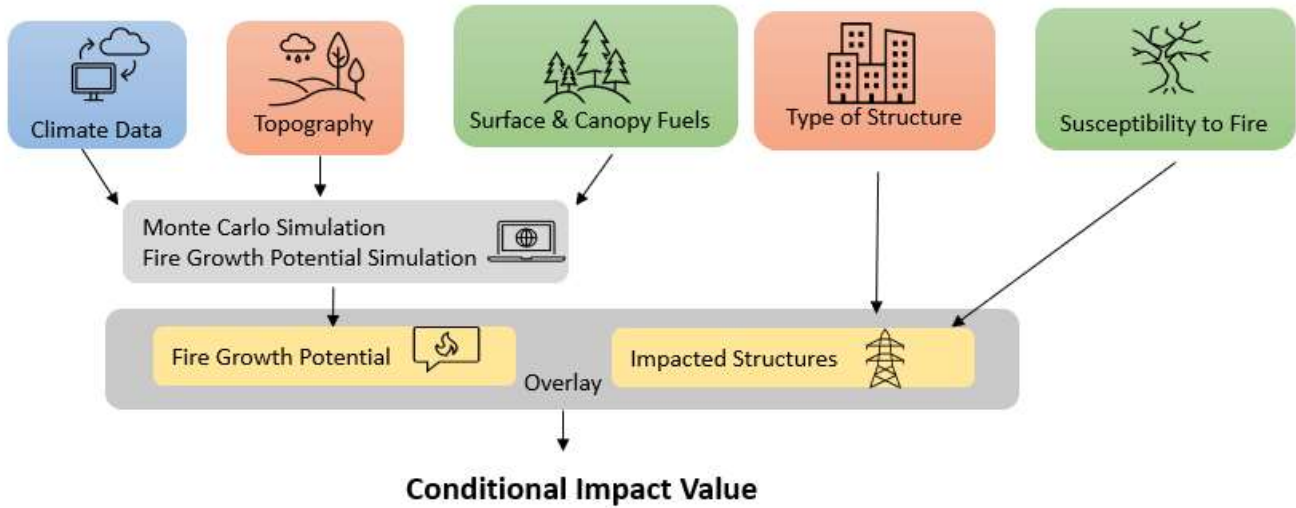 Climate Data
Topography
Surface & Canopy Fuels
Type of Structure
Susceptibility to Fire
Monte Carlo Simulation
Fire Growth Potential Simulation
Fire Growth Potential
Impacted Structures
Overlay
Conditional Impact Value